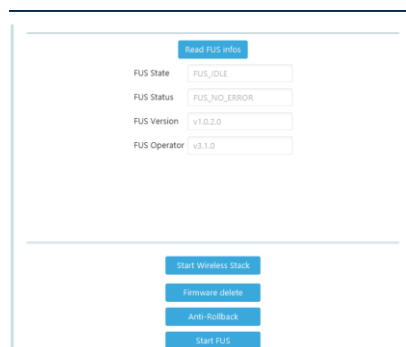 Read FUS infos
FUS State FUS_IDLE
FUS Status FUS_NO_ERROR
FUS Version v1.0.2.0
FUS Operator v3.1.0
Start Wireless Stack
Firmware delete
Anti-Rollback
Start FUS